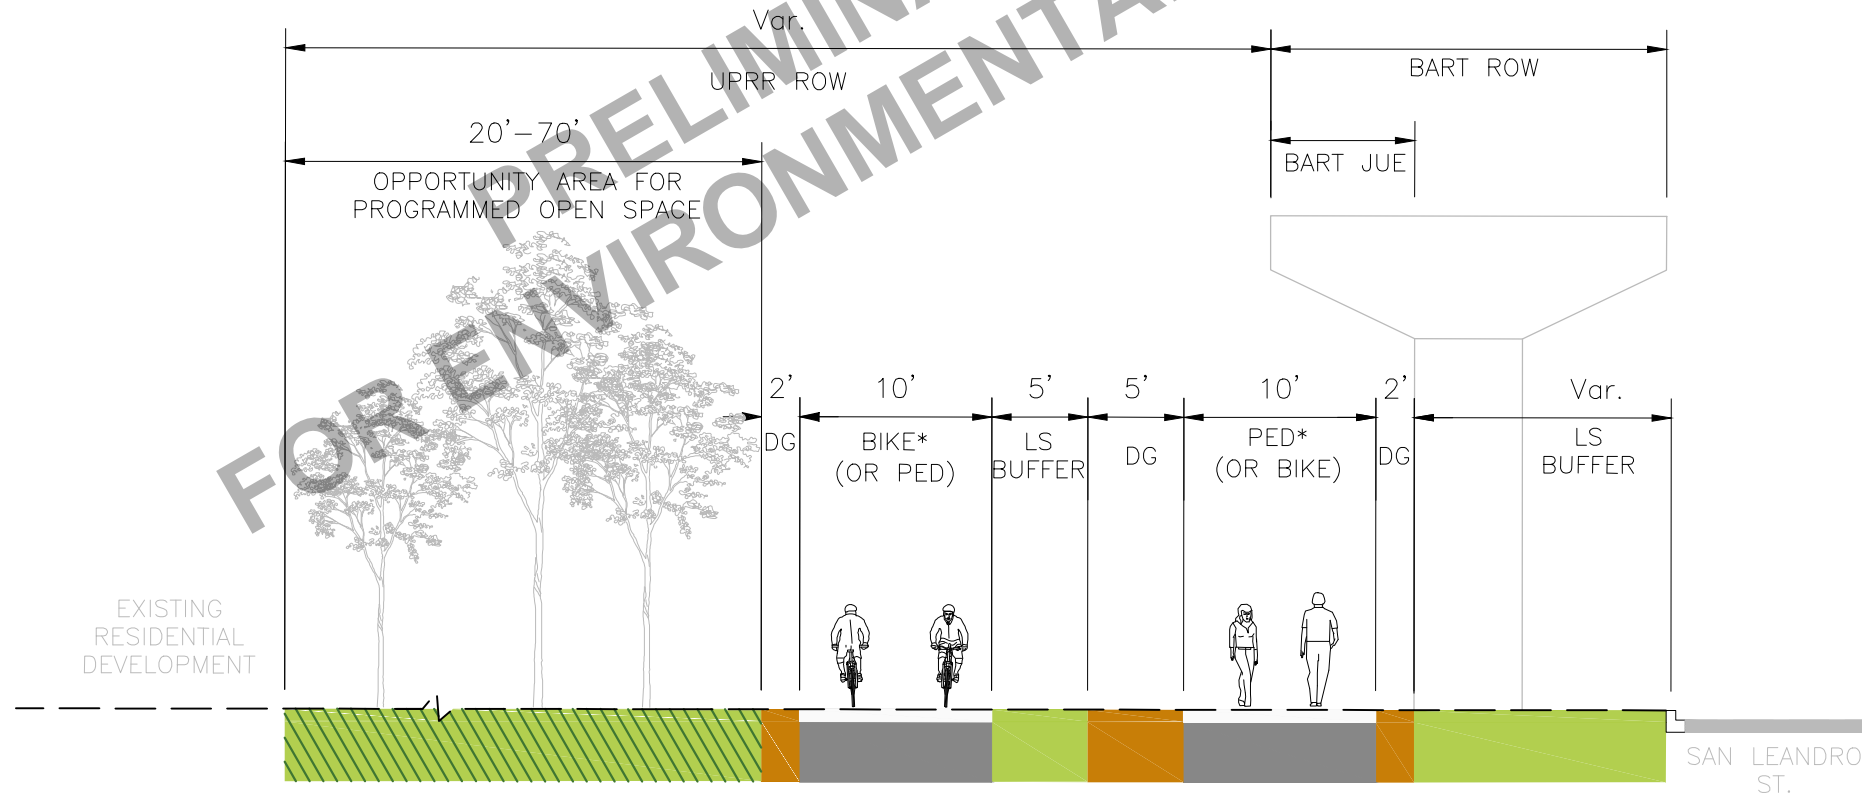 Var.
UPRR ROW
BART ROW
20'-70'
OPPORTUNITY AREA FOR
PROGRAMMED OPEN SPACE
BART JUE
2'
10'
5'
5'
10'
2'
Var.
DG
BIKE*
(OR PED)
LS
BUFFER
DG
PED*
(OR BIKE)
DG
LS
BUFFER
EXISTING
RESIDENTIAL
DEVELOPMENT
SAN LEANDRO
ST.
FOR ENVIRONMENTA